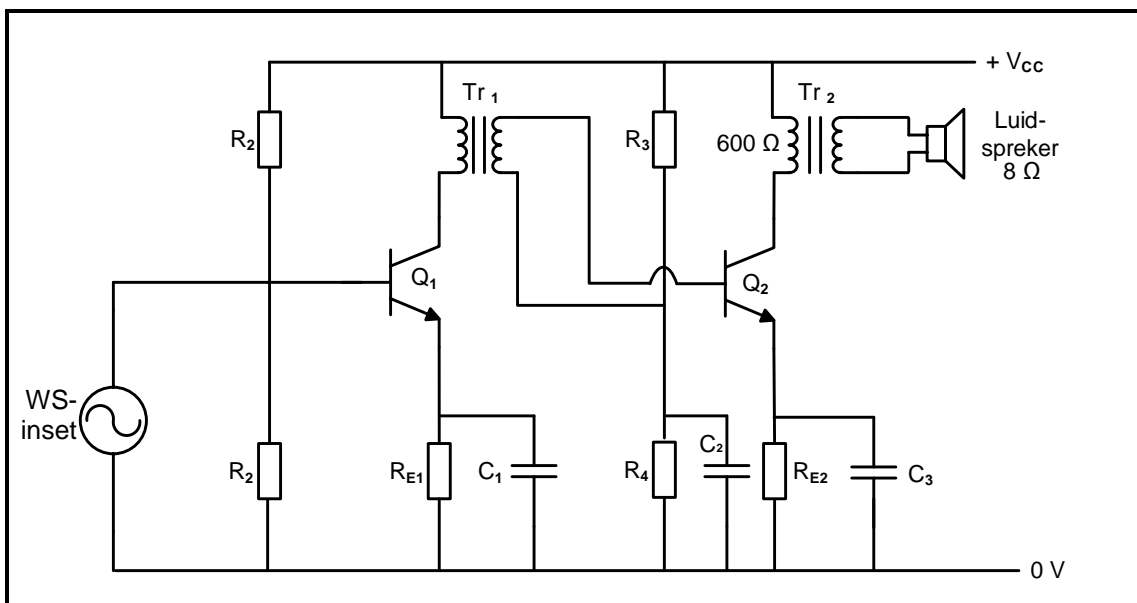 + V_CC
Tr 1
Tr 2
R2
R3
600 Ω
Luid-
spreker
8 Ω
Q1
Q2
WS-
inset
R2
RE1
C1
R4
C2
RE2
C3
0 V